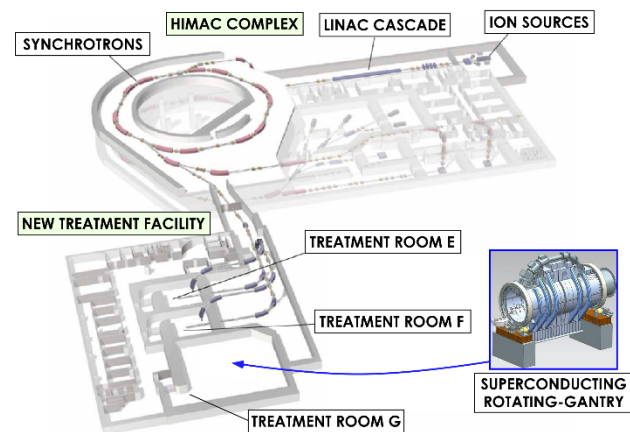 HIMAC COMPLEX
LINAC CASCADE
ION SOURCES
SYNCHROTRONS
NEW TREATMENT FACILITY
TREATMENT ROOM E
TREATMENT ROOM F
SUPERCONDUCTING
ROTATING-GANTRY
TREATMENT ROOM G